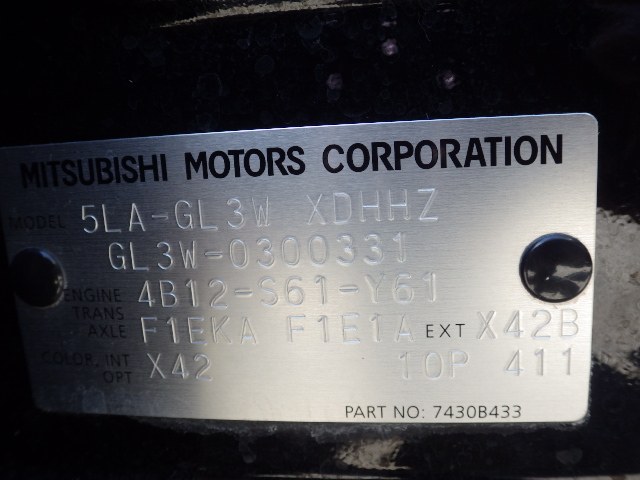 MITSUBISHI MOTORS CORPORATION
MODEL 5LA-GL3W XDHHZ
GL3W-0300331
ENGINE 4B12-S61-Y61
TRANS
AXLE F1EKA F1E1A EXT X42B
COLOR, INT X42 10P 411
OPT
PART NO: 7430B433